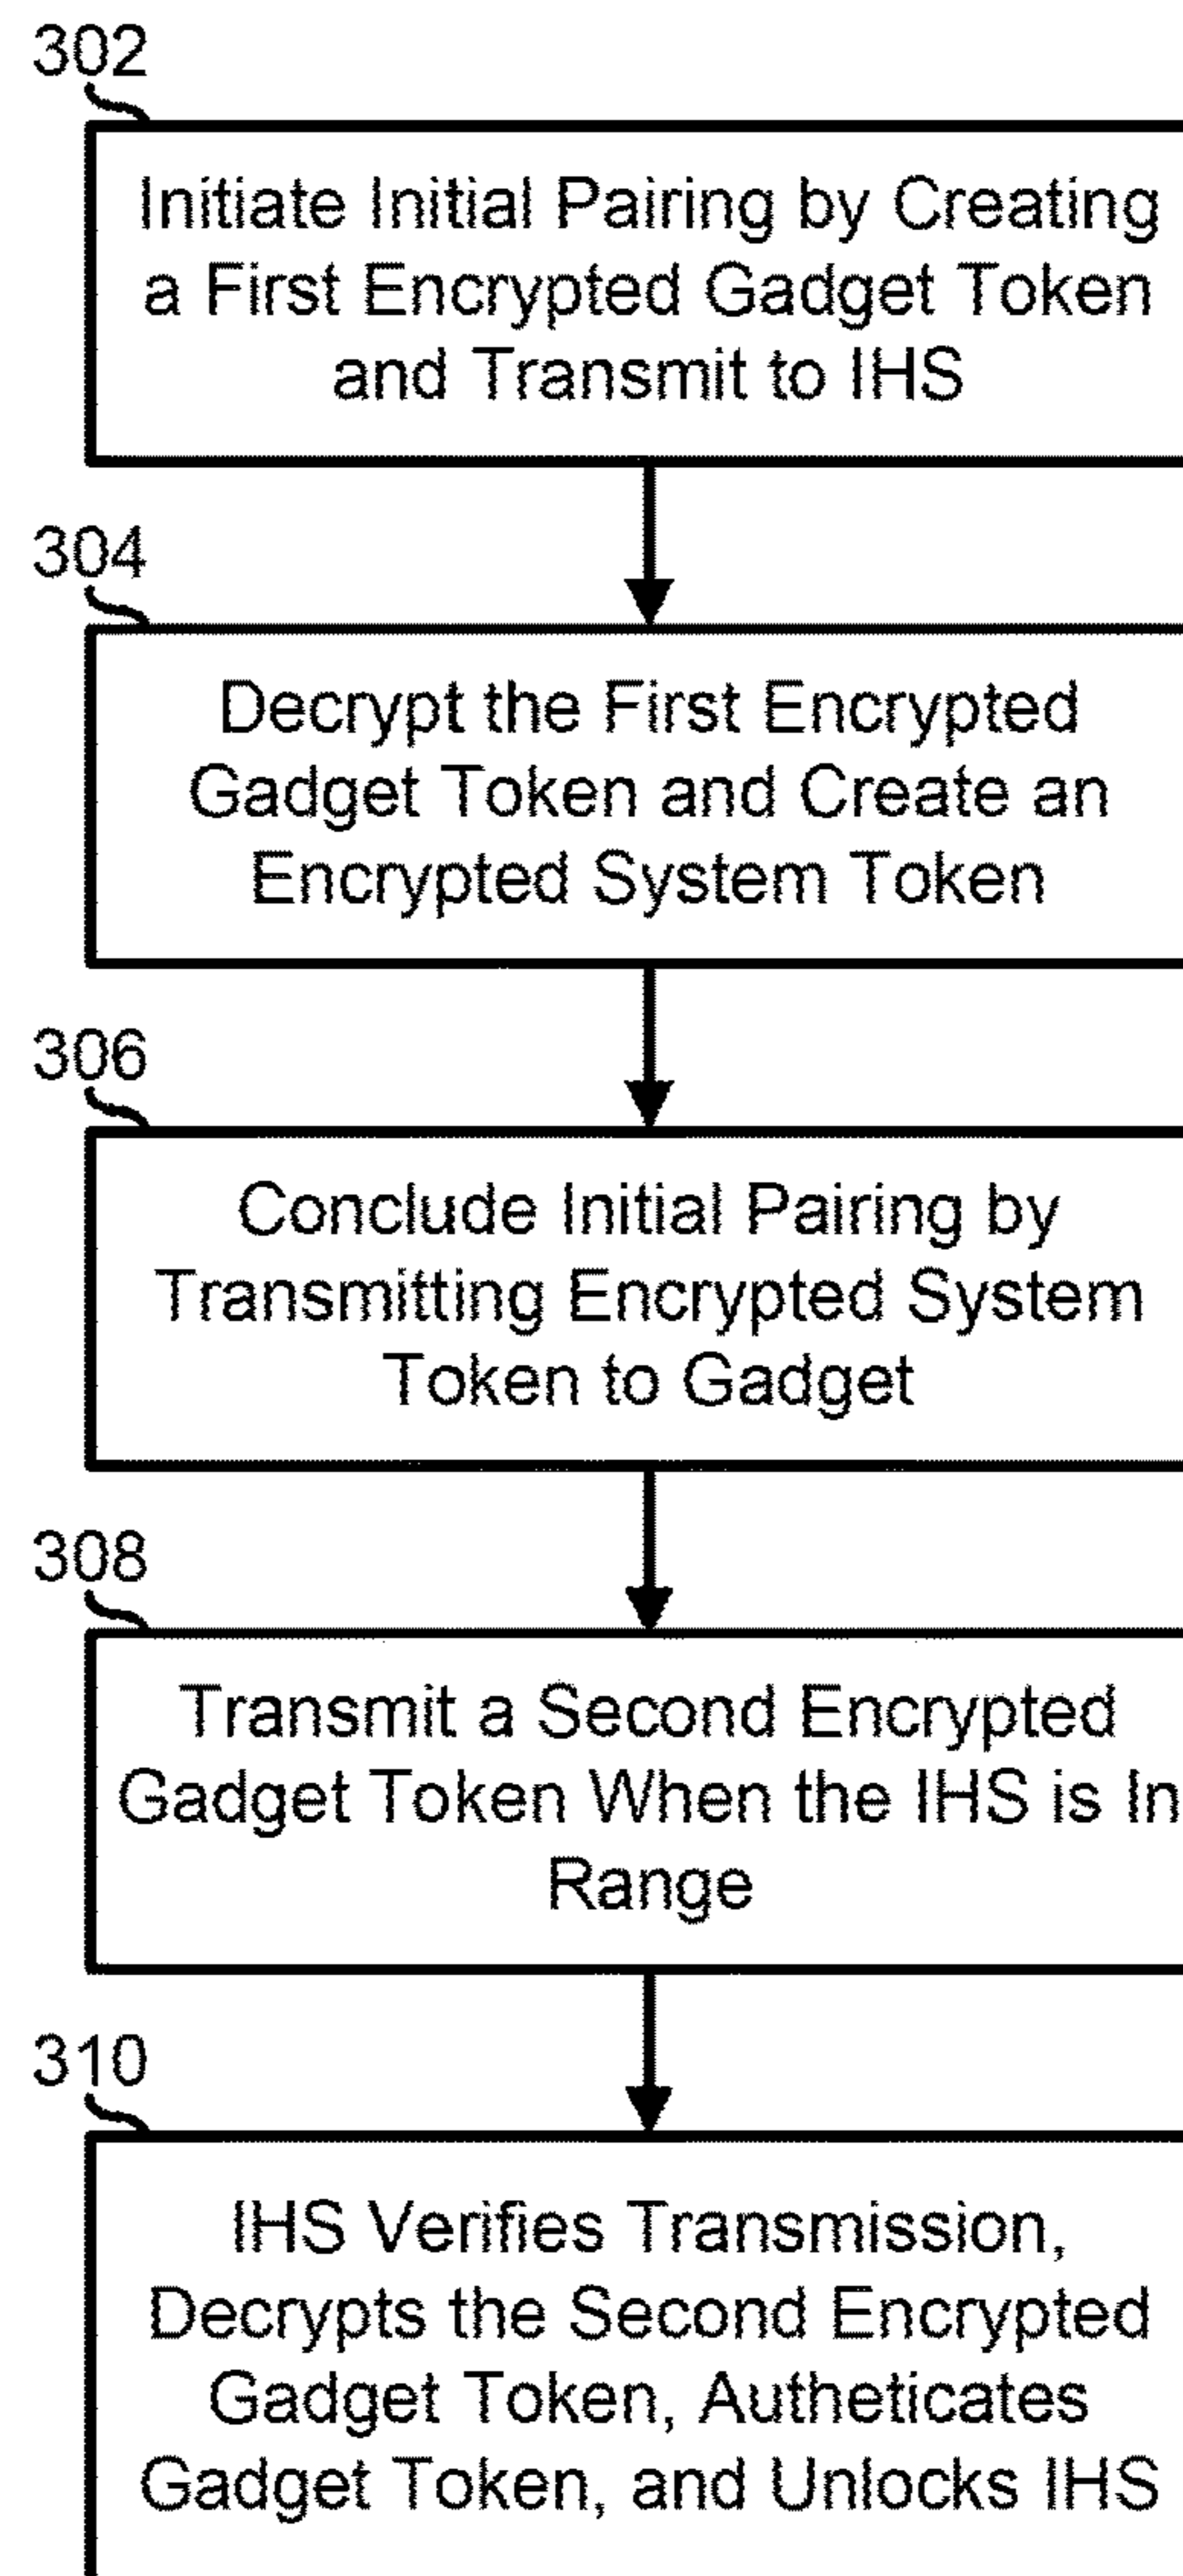 302
Initiate Initial Pairing by Creating
a First Encrypted Gadget Token
and Transmit to IHS
304
Decrypt the First Encrypted
Gadget Token and Create an
Encrypted System Token
306
Conclude Initial Pairing by
Transmitting Encrypted System
Token to Gadget
308
Transmit a Second Encrypted
Gadget Token When the IHS is In
Range
310
IHS Verifies Transmission,
Decrypts the Second Encrypted
Gadget Token, Autheticates
Gadget Token, and Unlocks IHS